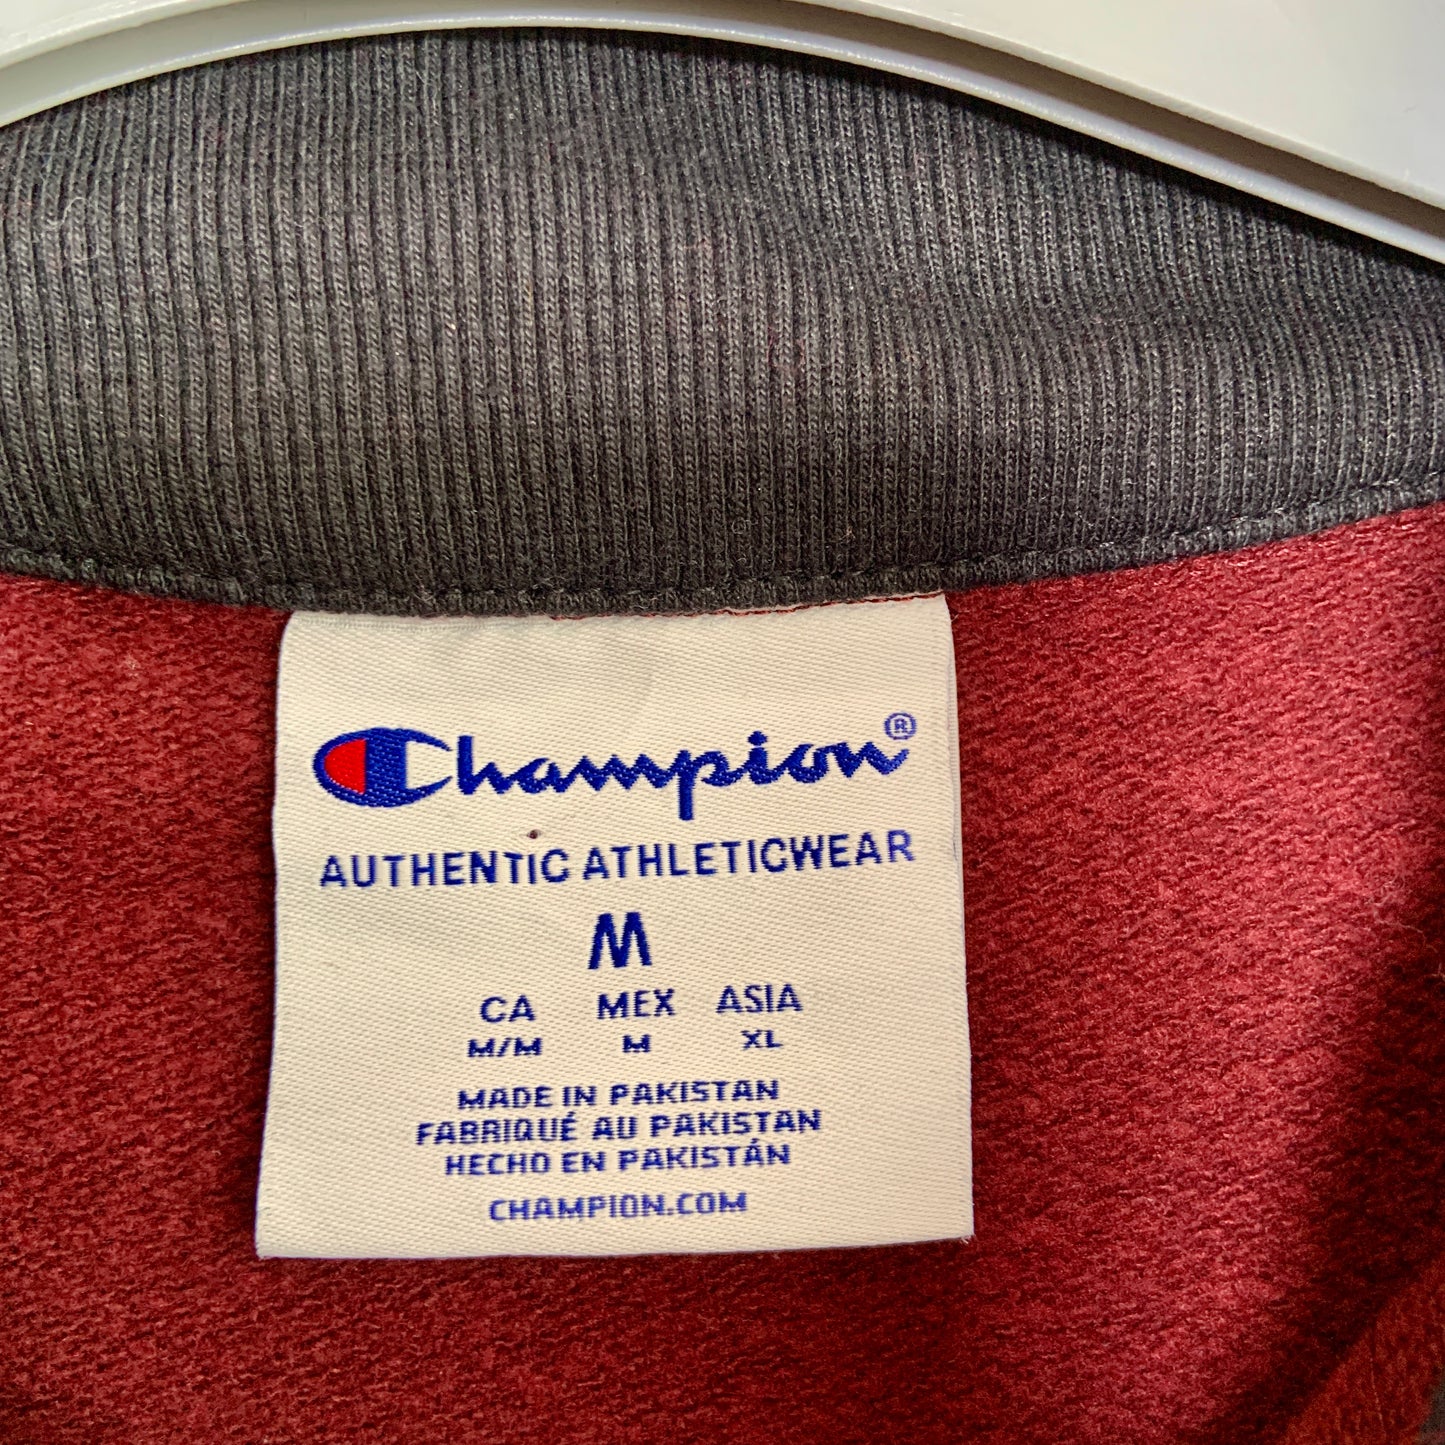 Champion®
AUTHENTIC ATHLETICWEAR
M
CA MEX ASIA
M/M M XL
MADE IN PAKISTAN
FABRIQUÉ AU PAKISTAN
HECHO EN PAKISTÁN
CHAMPION.COM